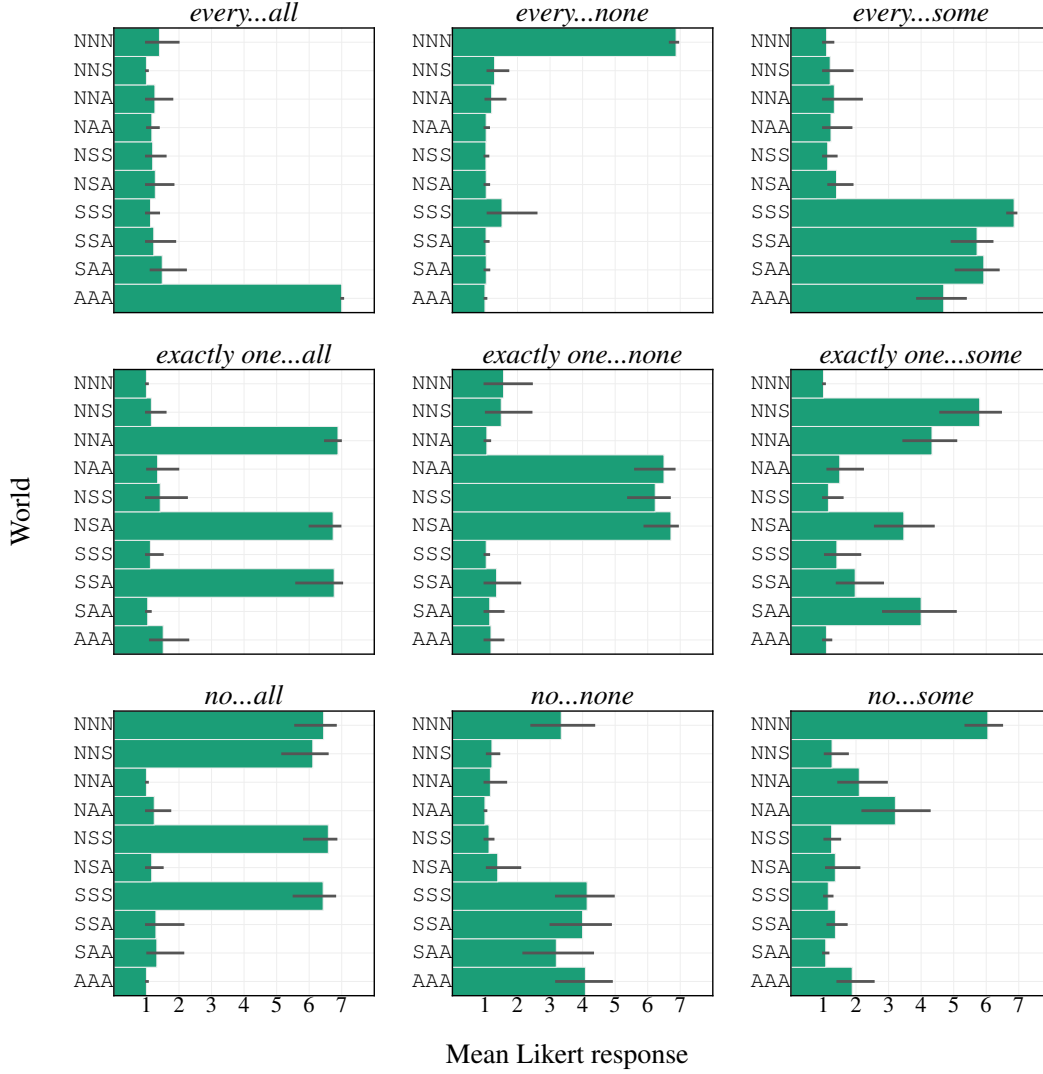 every...all
every...none
every...some
NNN
NNS
NNA
NAA
NSS
NSA
SSS
SSA
SAA
AAA
NNN
NNS
NNA
NAA
NSS
NSA
SSS
SSA
SAA
AAA
NNN
NNS
NNA
NAA
NSS
NSA
SSS
SSA
SAA
AAA
exactly one...all
exactly one...none
exactly one...some
NNN
NNS
NNA
NAA
NSS
NSA
SSS
SSA
SAA
AAA
NNN
NNS
NNA
NAA
NSS
NSA
SSS
SSA
SAA
AAA
NNN
NNS
NNA
NAA
NSS
NSA
SSS
SSA
SAA
AAA
World
no...all
no...none
no...some
NNN
NNS
NNA
NAA
NSS
NSA
SSS
SSA
SAA
AAA
1 2 3 4 5 6 7
NNN
NNS
NNA
NAA
NSS
NSA
SSS
SSA
SAA
AAA
1 2 3 4 5 6 7
NNN
NNS
NNA
NAA
NSS
NSA
SSS
SSA
SAA
AAA
1 2 3 4 5 6 7
Mean Likert response